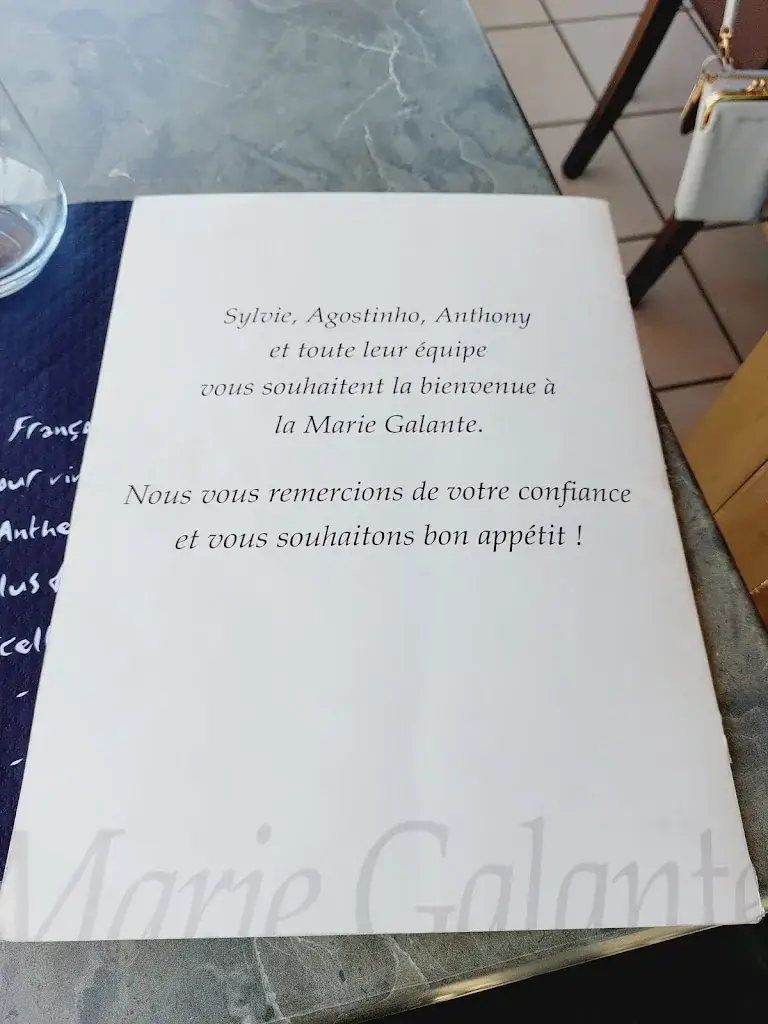 Sylvie, Agostinho, Anthony
et toute leur équipe
vous souhaitent la bienvenue à
la Marie Galante.
Nous vous remercions de votre confiance
et vous souhaitons bon appétit !
Marie Galante